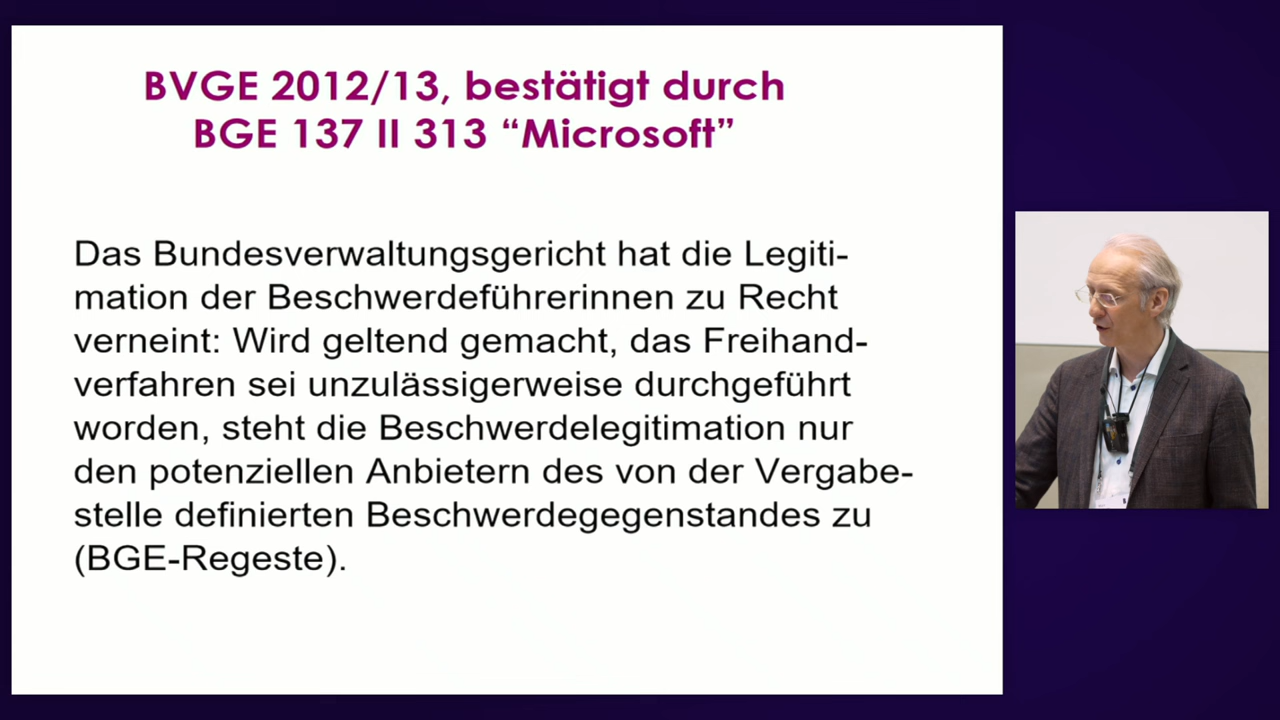 BVGE 2012/13, bestätigt durch
BGE 137 II 313 “Microsoft”
Das Bundesverwaltungsgericht hat die Legiti-
mation der Beschwerdeführerinnen zu Recht
verneint: Wird geltend gemacht, das Freihand-
verfahren sei unzulässigerweise durchgeführt
worden, steht die Beschwerdelegitimation nur
den potenziellen Anbietern des von der Vergabe-
stelle definierten Beschwerdegegenstandes zu
(BGE-Regeste).